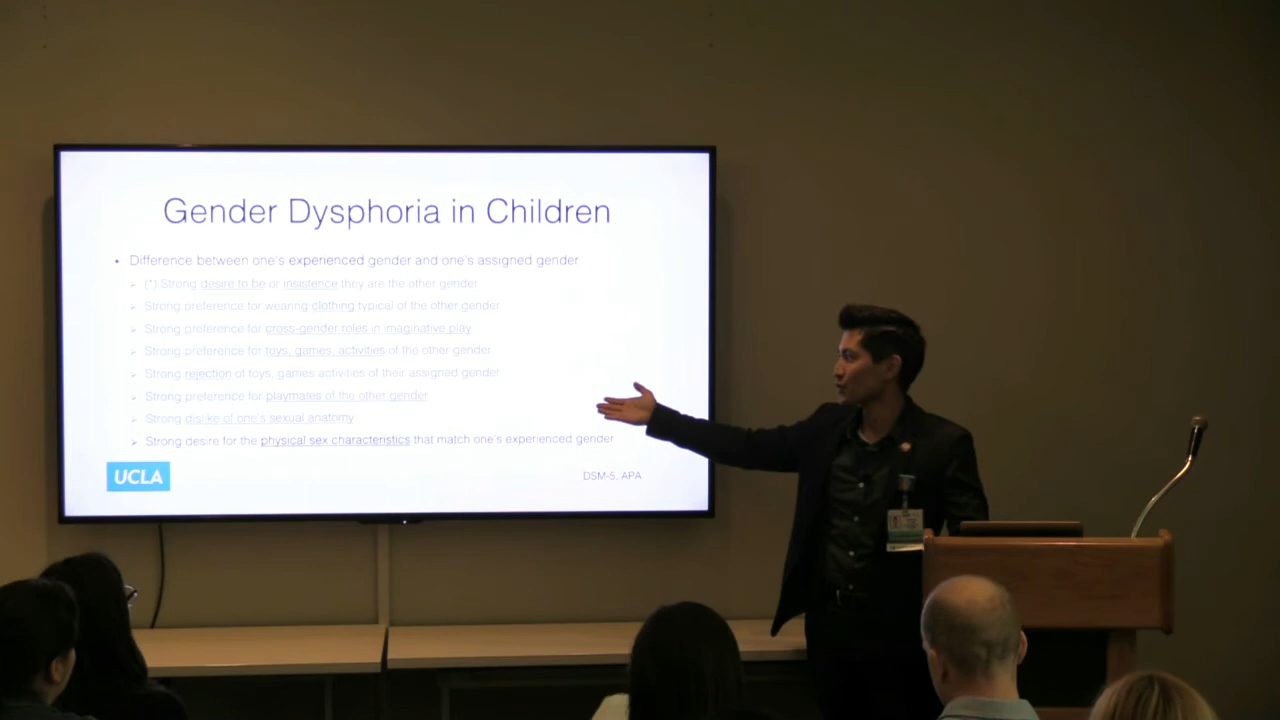 Gender Dysphoria in Children
• Difference between one's experienced gender and one's assigned gender
➢ (*) Strong desire to be or insistence they are the other gender
➢ Strong preference for wearing clothing typical of the other gender
➢ Strong preference for cross-gender roles in imaginative play
➢ Strong preference for toys, games, activities of the other gender
➢ Strong rejection of toys, games activities of their assigned gender
➢ Strong preference for playmates of the other gender
➢ Strong dislike of one's sexual anatomy
➢ Strong desire for the physical sex characteristics that match one's experienced gender
UCLA
DSM-5, APA